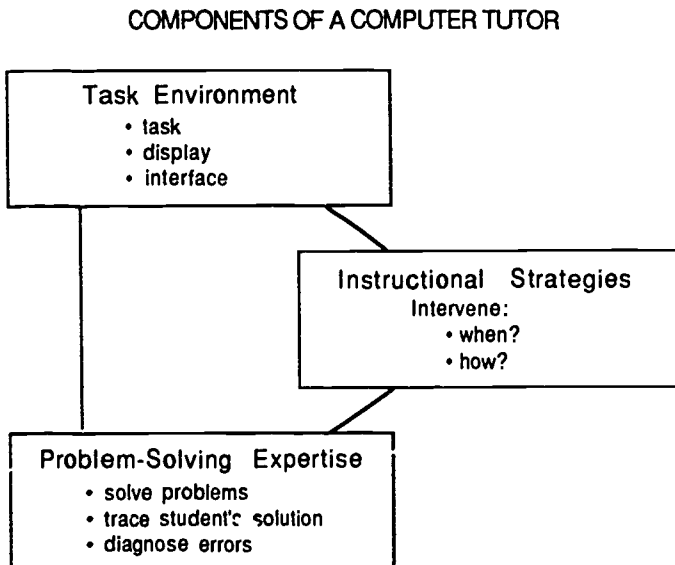 COMPONENTS OF A COMPUTER TUTOR
Task Environment
• task
• display
• interface
Instructional Strategies
Intervene:
• when?
• how?
Problem-Solving Expertise
• solve problems
• trace student's solution
• diagnose errors